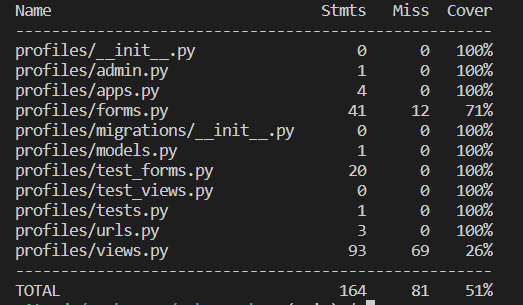 Name Stmts Miss Cover
----------------------------------------------------
profiles/__init__.py 0 0 100%
profiles/admin.py 1 0 100%
profiles/apps.py 4 0 100%
profiles/forms.py 41 12 71%
profiles/migrations/__init__.py 0 0 100%
profiles/models.py 1 0 100%
profiles/test_forms.py 20 0 100%
profiles/test_views.py 0 0 100%
profiles/tests.py 1 0 100%
profiles/urls.py 3 0 100%
profiles/views.py 93 69 26%
----------------------------------------------------
TOTAL 164 81 51%